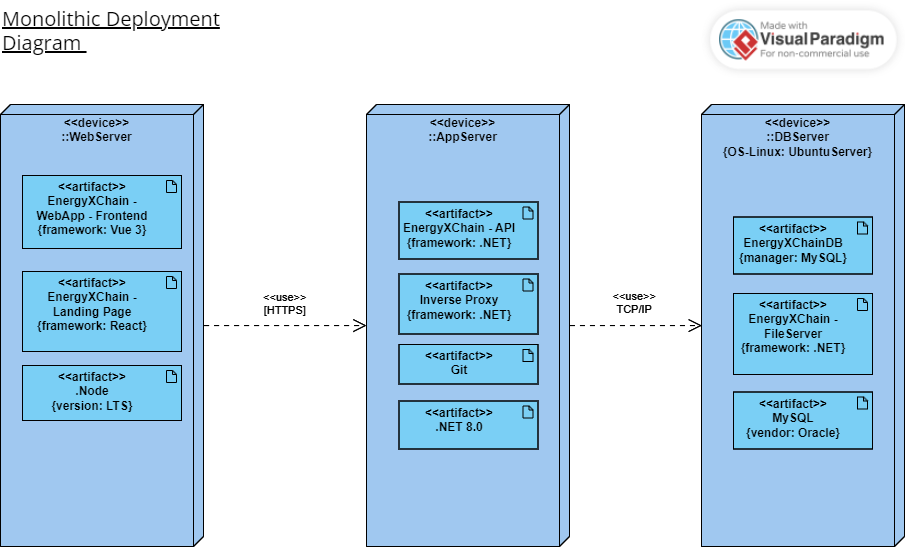 Monolithic Deployment
Diagram
Made with
VisualParadigm
For non-commercial use
<<device>>
::WebServer
<<artifact>>
EnergyXChain -
WebApp - Frontend
{framework: Vue 3}
<<artifact>>
EnergyXChain -
Landing Page
{framework: React}
<<artifact>>
.Node
{version: LTS}
<<use>>
[HTTPS]
<<device>>
::AppServer
<<artifact>>
EnergyXChain - API
{framework: .NET}
<<artifact>>
Inverse Proxy
{framework: .NET}
<<artifact>>
Git
<<artifact>>
.NET 8.0
<<use>>
TCP/IP
<<device>>
::DBServer
{OS-Linux: UbuntuServer}
<<artifact>>
EnergyXChainDB
{manager: MySQL}
<<artifact>>
EnergyXChain -
FileServer
{framework: .NET}
<<artifact>>
MySQL
{vendor: Oracle}